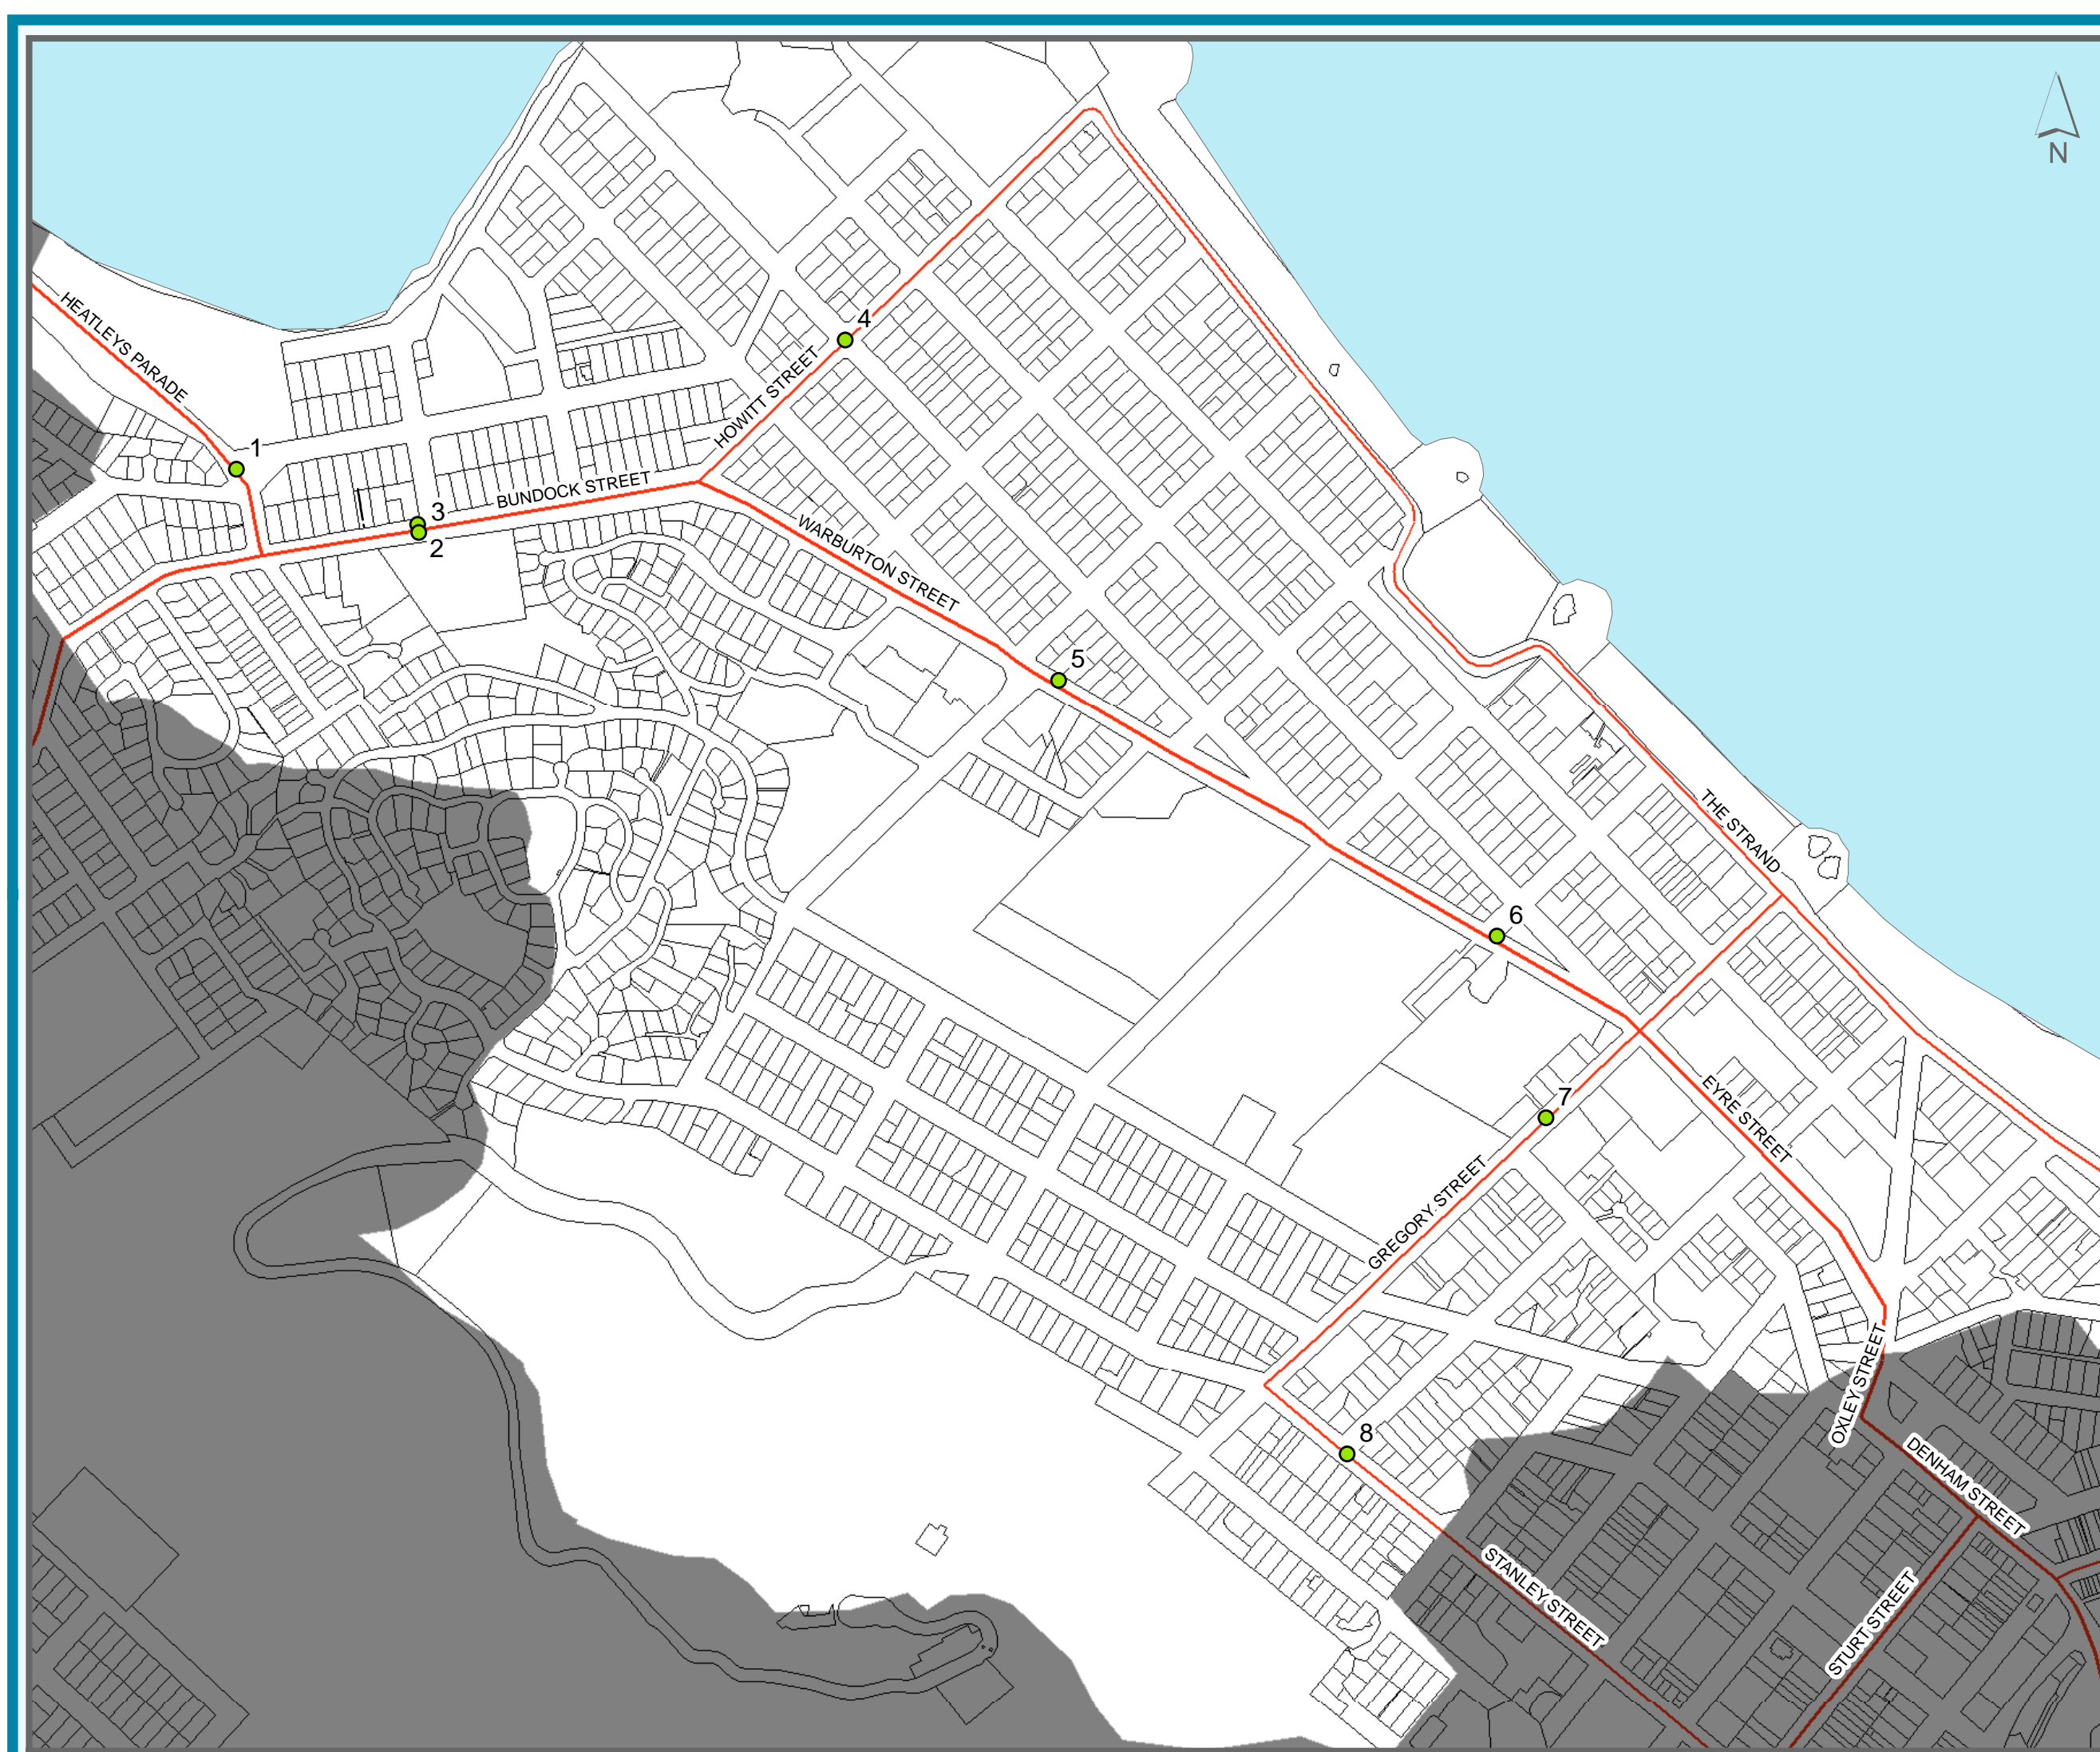 N
HEATLEYS PARADE
4
HOWITT STREET
1
BUNDOCK STREET
3
2
WARBURTON STREET
5
THE STRAND
6
7
EYRE STREET
GREGORY STREET
OXLEY STREET
8
DENHAM STREET
STANLEY STREET
STURT STREET